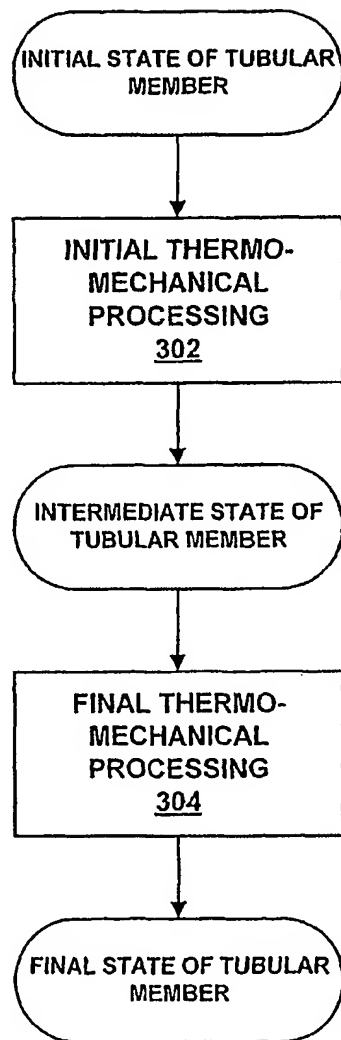 INITIAL STATE OF TUBULAR
MEMBER
INITIAL THERMO-
MECHANICAL
PROCESSING
302
INTERMEDIATE STATE OF
TUBULAR MEMBER
FINAL THERMO-
MECHANICAL
PROCESSING
304
FINAL STATE OF TUBULAR
MEMBER